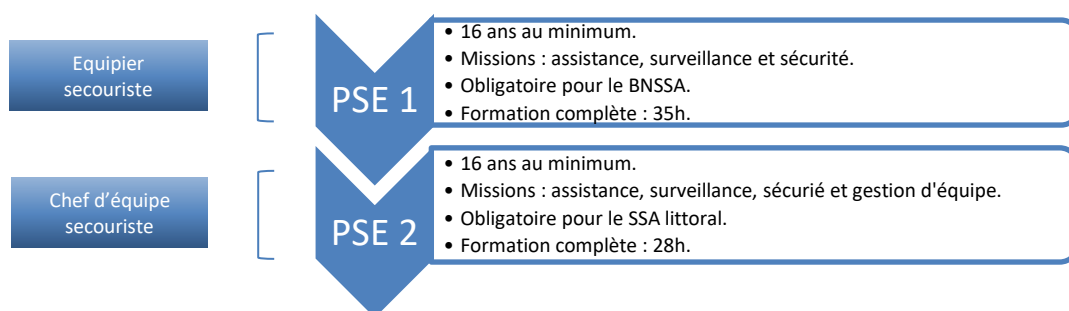 Equipier
secouriste
PSE 1
• 16 ans au minimum.
• Missions : assistance, surveillance et sécurité.
• Obligatoire pour le BNSSA.
• Formation complète : 35h.
Chef d’équipe
secouriste
PSE 2
• 16 ans au minimum.
• Missions : assistance, surveillance, sécurié et gestion d'équipe.
• Obligatoire pour le SSA littoral.
• Formation complète : 28h.